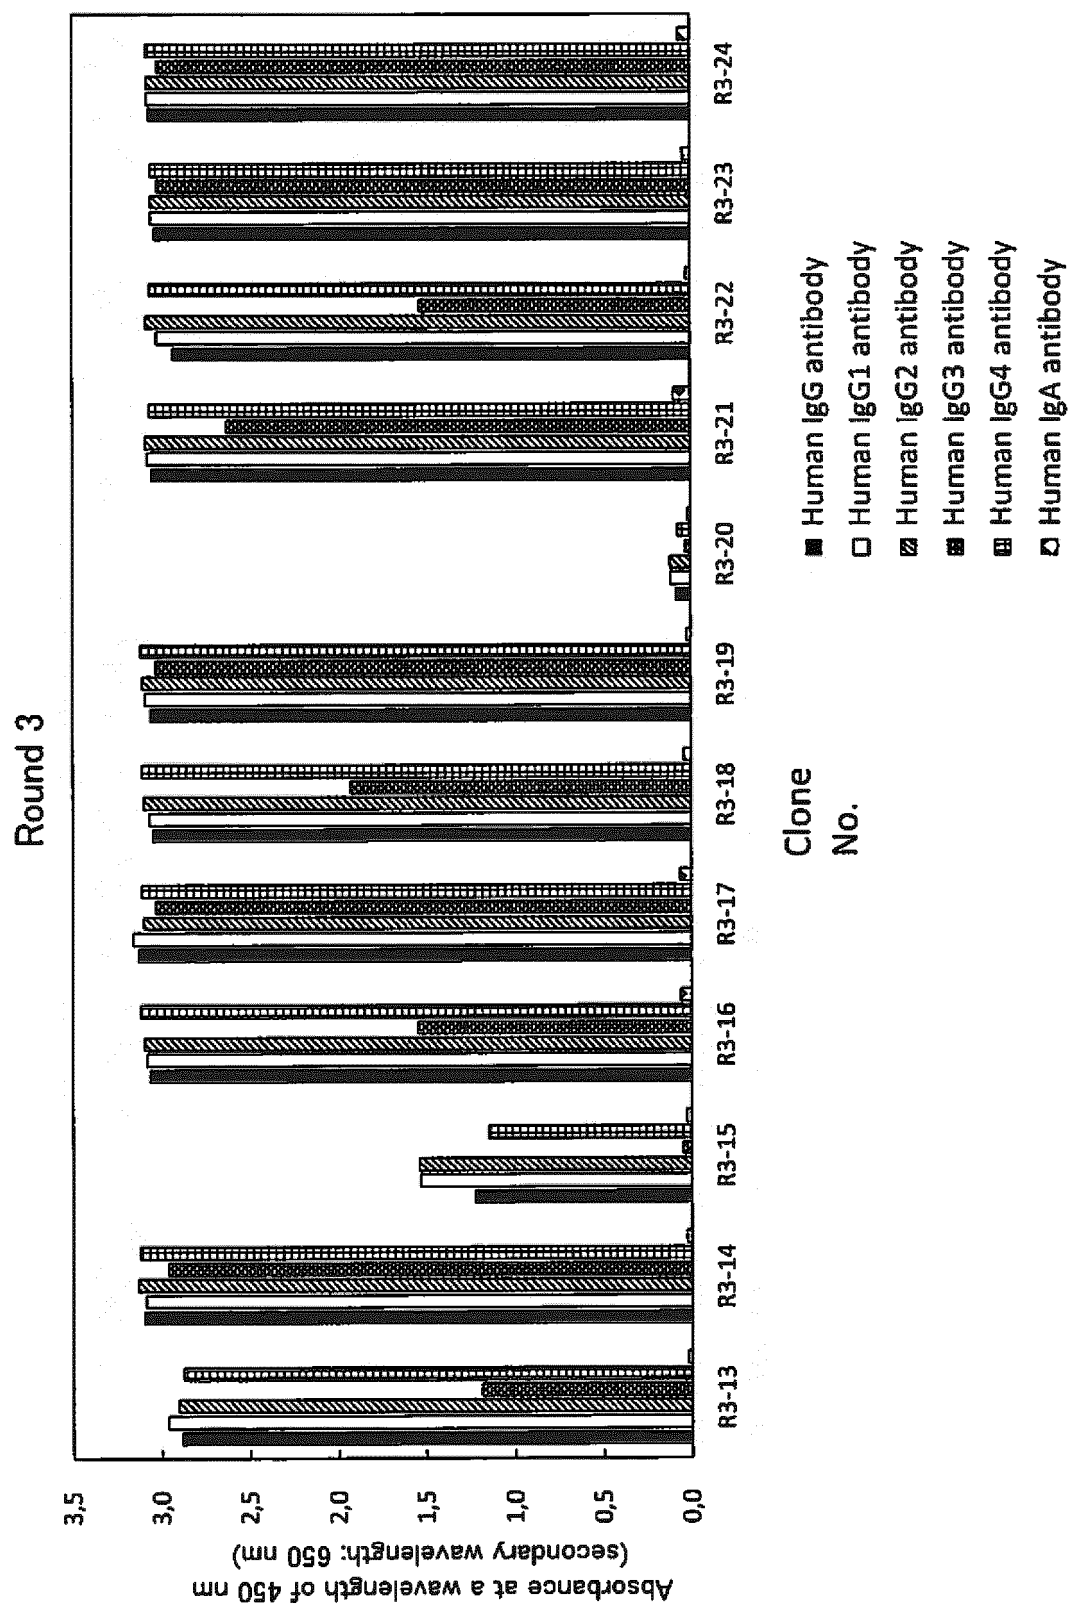 Round 3
Absorbance at a wavelength of 450 nm
(secondary wavelength: 650 nm)
3,5
3,0
2,5
2,0
1,5
1,0
0,5
0,0
R3-13
R3-14
R3-15
R3-16
R3-17
R3-18
R3-19
R3-20
R3-21
R3-22
R3-23
R3-24
Clone
No.
Human IgG antibody
Human IgG1 antibody
Human IgG2 antibody
Human IgG3 antibody
Human IgG4 antibody
Human IgA antibody